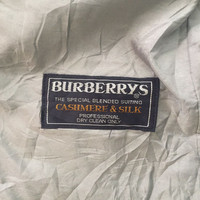 BURBERRYS
THE SPECIAL BLENDED SUITING
CASHMERE & SILK
PROFESSIONAL
DRY CLEAN ONLY